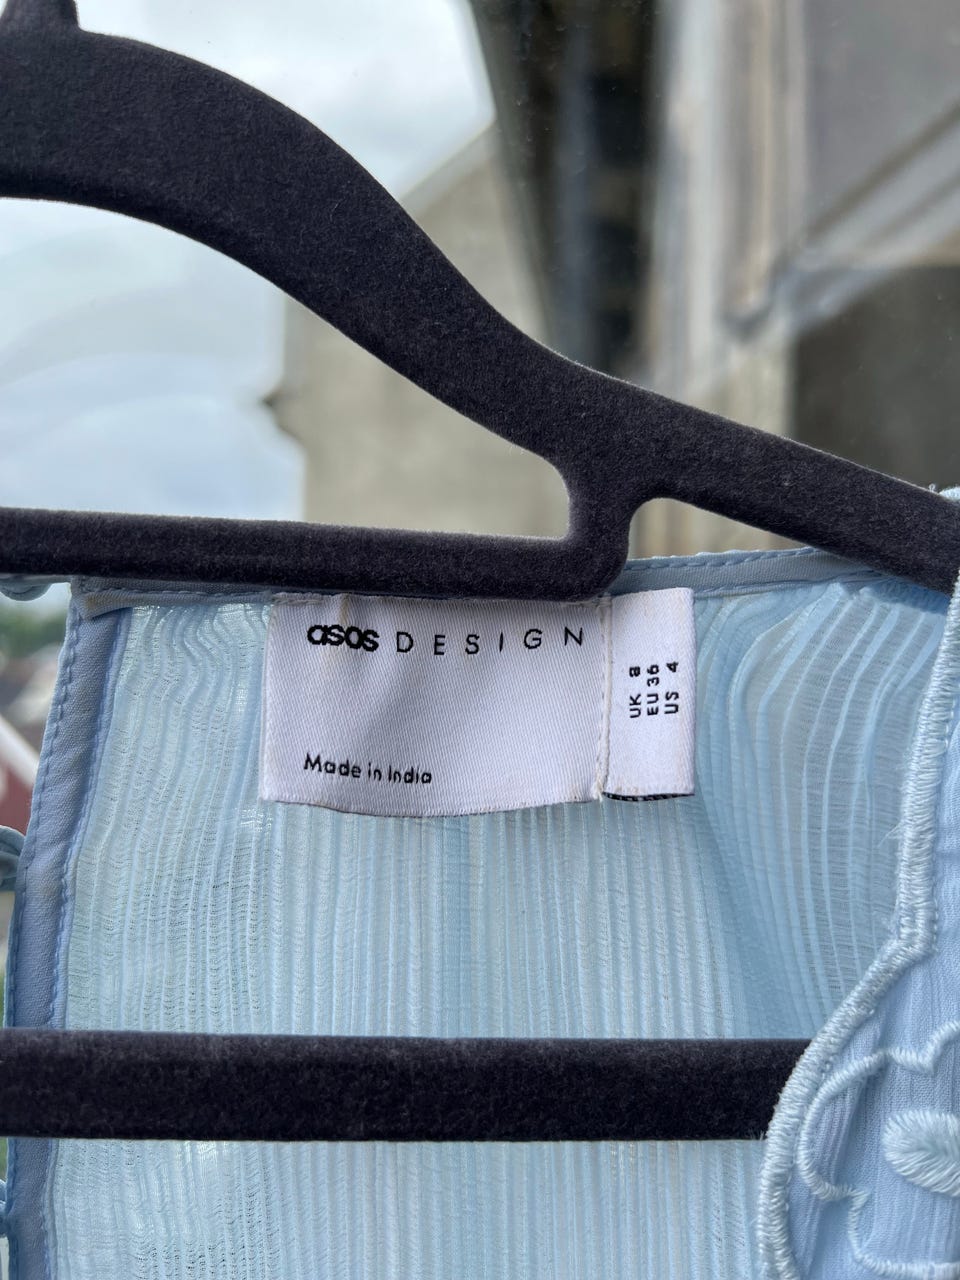 asos DESIGN
Made in India
UK 8
EU 36
US 4